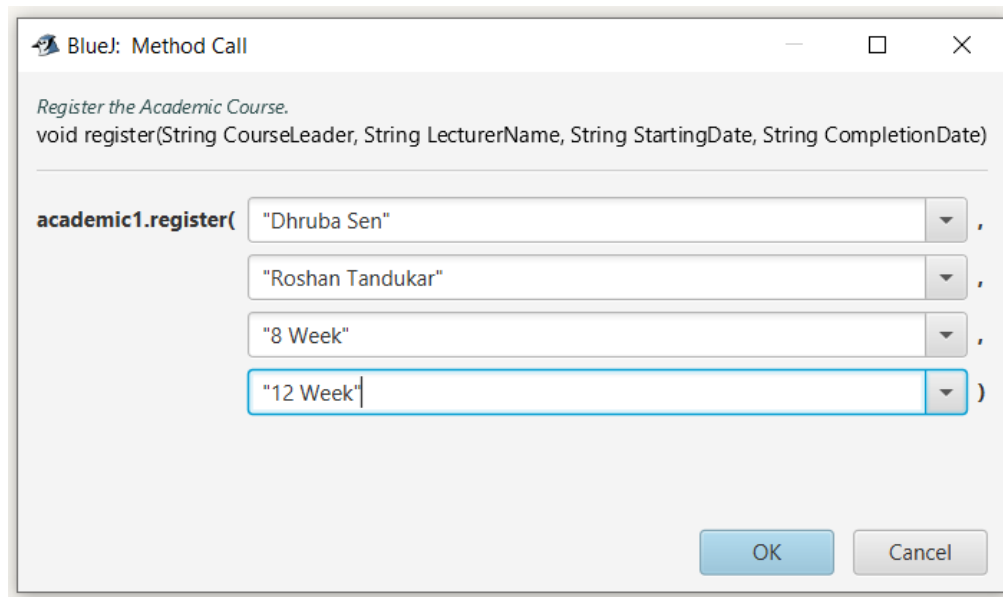 BlueJ: Method Call
Register the Academic Course.
void register(String CourseLeader, String LecturerName, String StartingDate, String CompletionDate)
academic1.register( "Dhruba Sen" ,
"Roshan Tandukar" ,
"8 Week" ,
"12 Week" )
OK Cancel